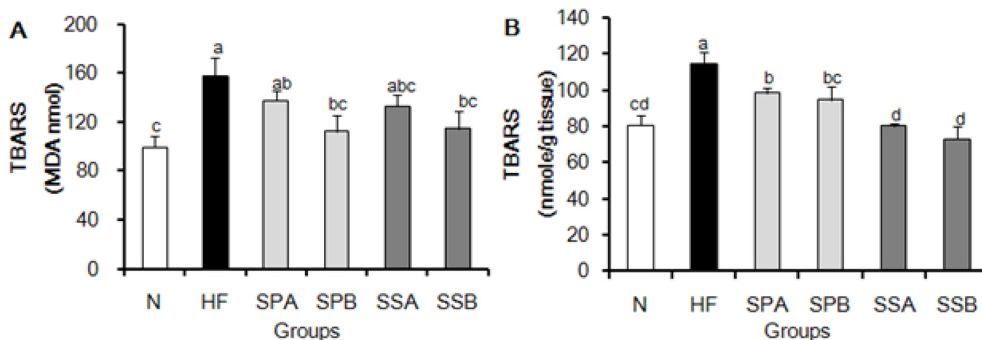 A
TBARS
(MDA nmol)
200
160
120
80
40
0
c
a
ab
bc
abc
bc
N HF SPA SPB SSA SSB
Groups
B
TBARS
(nmole/g tissue)
140
120
100
80
60
40
20
0
cd
a
b
bc
d
d
N HF SPA SPB SSA SSB
Groups